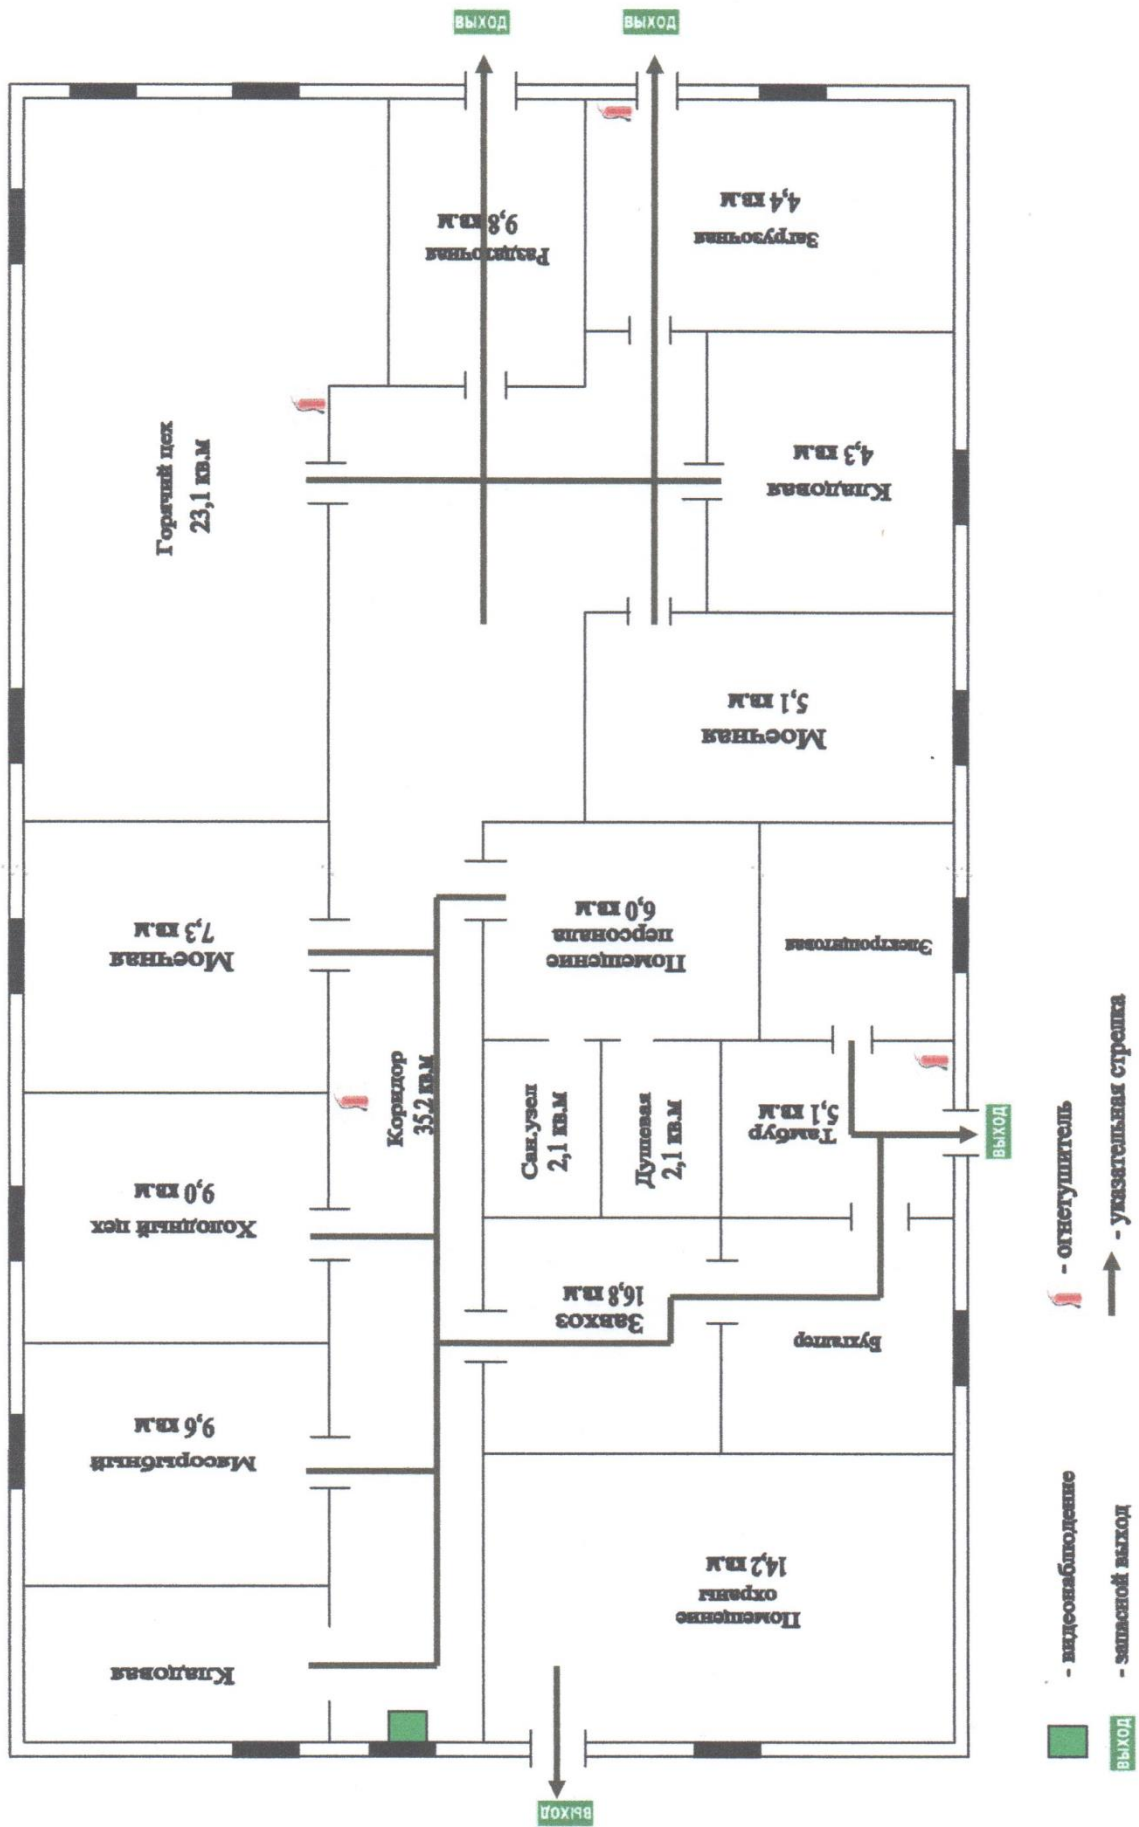 ВЫХОД
ВЫХОД
Горячий цех
23,1 кв.м
Раздаточная
9,8 кв.м
Загрузочная
4,4 кв.м
Кладовая
4,3 кв.м
Моечная
5,1 кв.м
Моечная
7,3 кв.м
Помещение
персонала
6,0 кв.м
Электрощитовая
Коридор
35,2 кв.м
Сан.узел
2,1 кв.м
Душевая
2,1 кв.м
Тамбур
5,1 кв.м
ВЫХОД
Холодный цех
9,0 кв.м
Завхоз
16,8 кв.м
Бухгалтер
Мясорыбный
9,6 кв.м
Кладовая
Помещение
охраны
14,2 кв.м
ВЫХОД
- видеонаблюдение
- огнетушитель
ВЫХОД
- запасной выход
- указательная стрелка